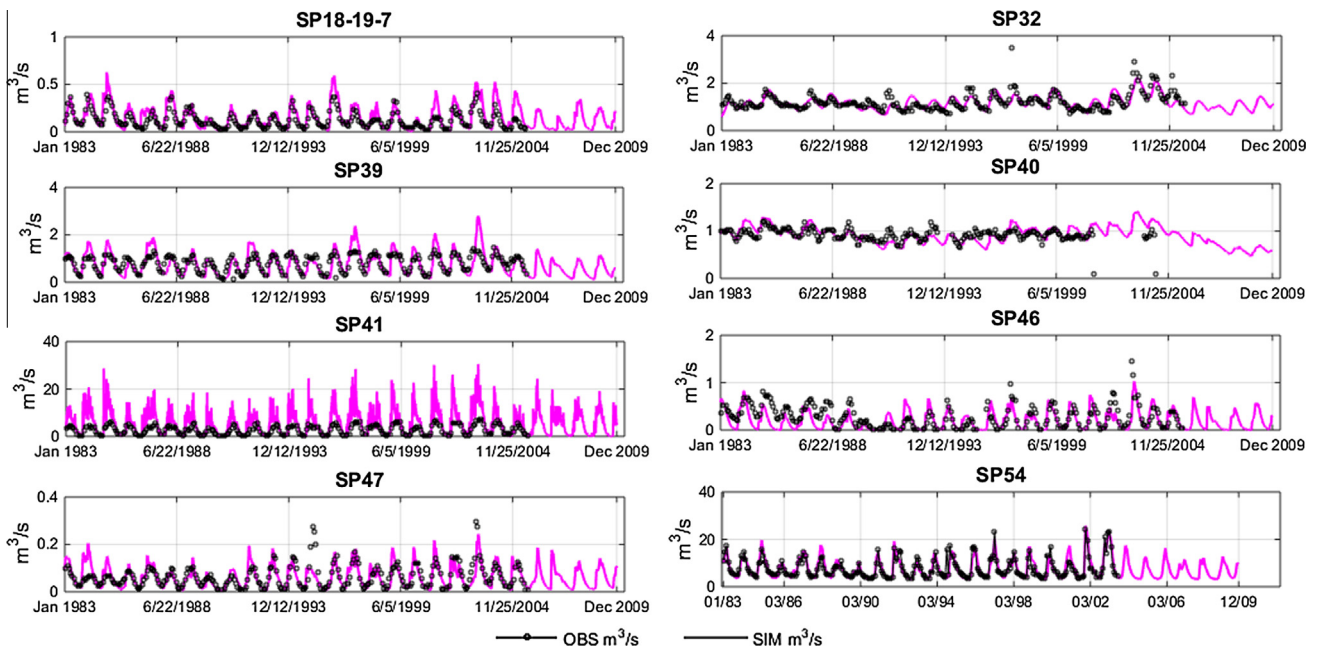 SP18-19-7
1
0.5
0
m³/s
Jan 1983 6/22/1988 12/12/1993 6/5/1999 11/25/2004 Dec 2009
SP32
4
2
0
m³/s
Jan 1983 6/22/1988 12/12/1993 6/5/1999 11/25/2004 Dec 2009
SP39
4
2
0
m³/s
Jan 1983 6/22/1988 12/12/1993 6/5/1999 11/25/2004 Dec 2009
SP40
2
1
0
m³/s
Jan 1983 6/22/1988 12/12/1993 6/5/1999 11/25/2004 Dec 2009
SP41
40
20
0
m³/s
Jan 1983 6/22/1988 12/12/1993 6/5/1999 11/25/2004 Dec 2009
SP46
2
1
0
m³/s
Jan 1983 6/22/1988 12/12/1993 6/5/1999 11/25/2004 Dec 2009
SP47
0.4
0.2
0
m³/s
Jan 1983 6/22/1988 12/12/1993 6/5/1999 11/25/2004 Dec 2009
SP54
40
20
0
m³/s
01/83 03/86 03/90 03/94 03/98 03/02 03/06 12/09
OBS m³/s SIM m³/s